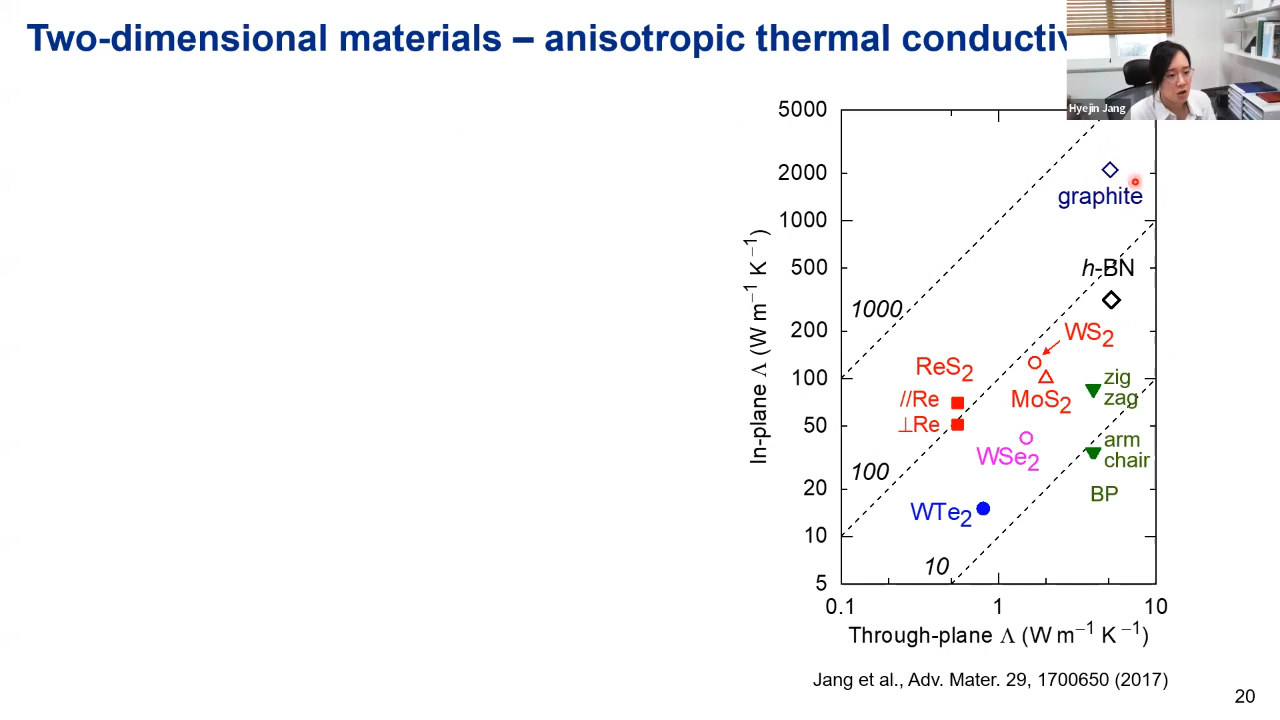 Two-dimensional materials – anisotropic thermal
Hyejin Jang
5000
2000
1000
500
200
100
50
20
10
5
In-plane Λ (W m⁻¹ K⁻¹)
graphite
h-BN
1000
WS₂
ReS₂
//Re
⊥Re
MoS₂
zig
zag
arm
chair
WSe₂
BP
100
WTe₂
10
0.1
1
10
Through-plane Λ (W m⁻¹ K⁻¹)
Jang et al., Adv. Mater. 29, 1700650 (2017)
20